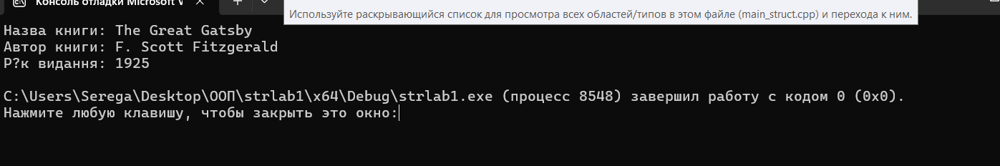 Консоль отладки Microsoft V
Используйте раскрывающийся список для просмотра всех областей/типов в этом файле (main_struct.cpp) и перехода к ним.
Назва книги: The Great Gatsby
Автор книги: F. Scott Fitzgerald
Р?к видання: 1925
C:\Users\Serega\Desktop\ООП\strlab1\x64\Debug\strlab1.exe (процесс 8548) завершил работу с кодом 0 (0x0).
Нажмите любую клавишу, чтобы закрыть это окно: